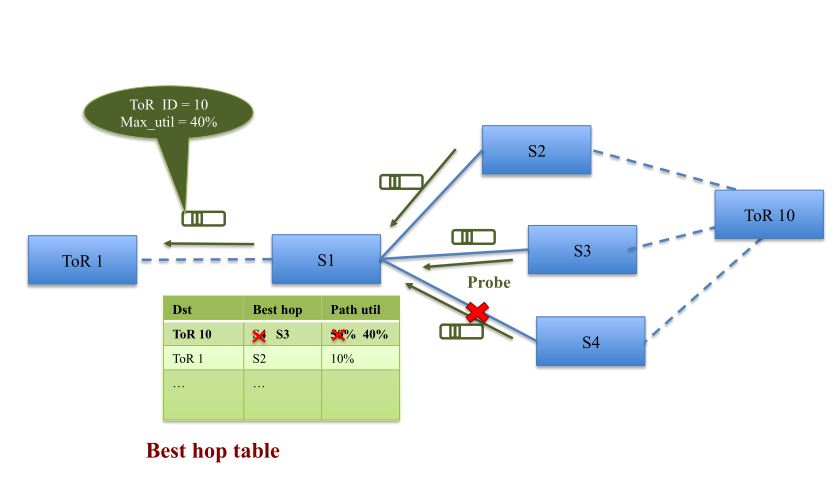 ToR ID = 10
Max_util = 40%
S2
ToR 10
ToR 1
S1
S3
Probe
S4
Dst Best hop Path util
ToR 10 S4 S3 % 40%
ToR 1 S2 10%
… …
Best hop table